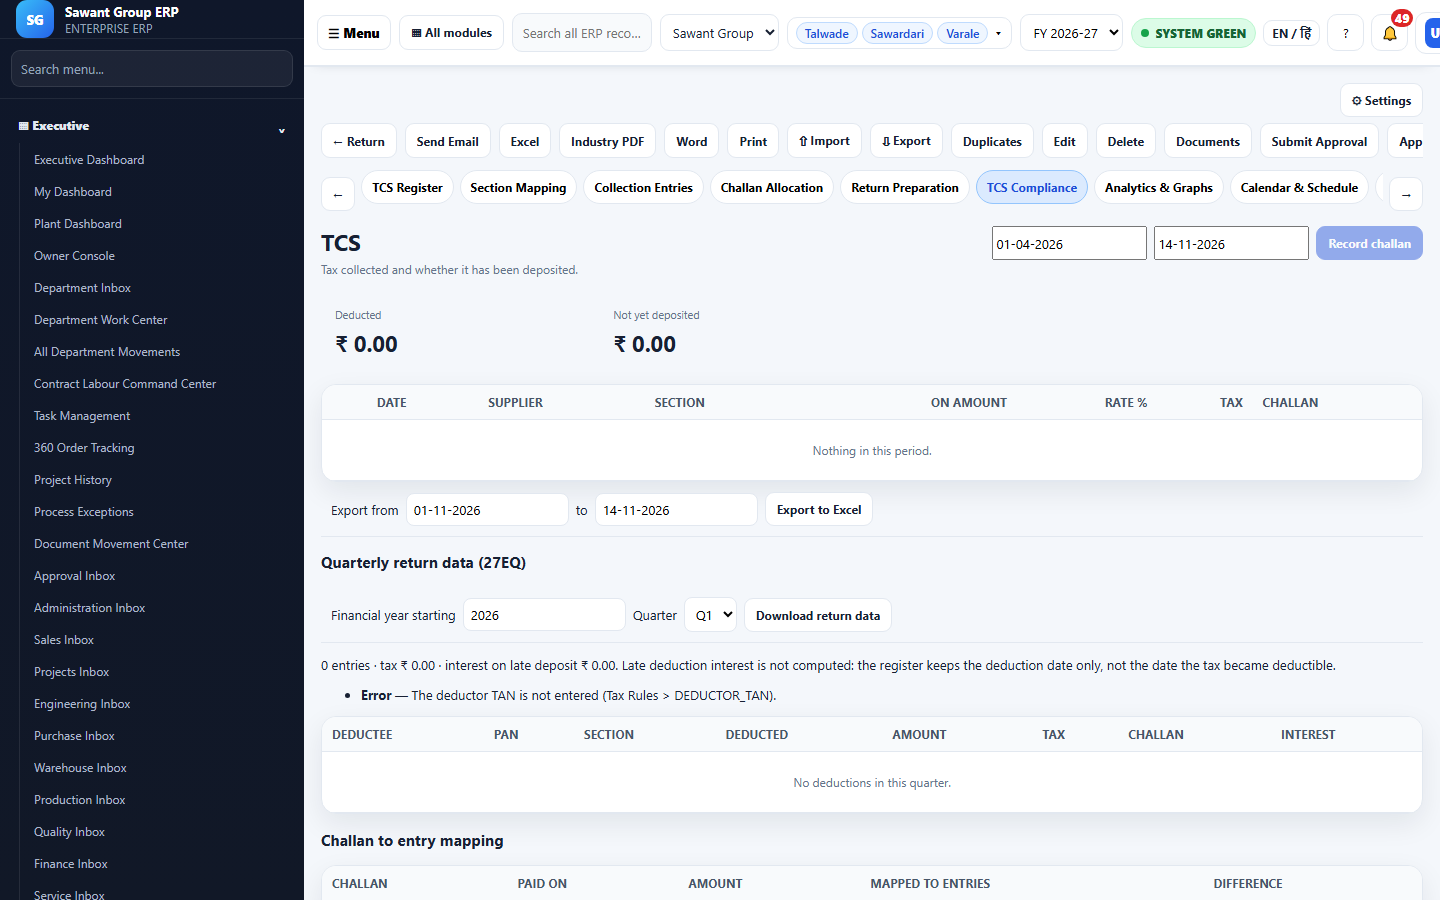 SG
Sawant Group ERP
ENTERPRISE ERP
Search menu...
Executive
Executive Dashboard
My Dashboard
Plant Dashboard
Owner Console
Department Inbox
Department Work Center
All Department Movements
Contract Labour Command Center
Task Management
360 Order Tracking
Project History
Process Exceptions
Document Movement Center
Approval Inbox
Administration Inbox
Sales Inbox
Projects Inbox
Engineering Inbox
Purchase Inbox
Warehouse Inbox
Production Inbox
Quality Inbox
Finance Inbox
Service Inbox
☰ Menu
All modules
Search all ERP reco...
Sawant Group
Talwade Sawardari Varale
FY 2026-27
SYSTEM GREEN
EN / हिं
?
49
U
⚙ Settings
← Return
Send Email
Excel
Industry PDF
Word
Print
⇧ Import
⇩ Export
Duplicates
Edit
Delete
Documents
Submit Approval
App
←
TCS Register
Section Mapping
Collection Entries
Challan Allocation
Return Preparation
TCS Compliance
Analytics & Graphs
Calendar & Schedule
→
TCS
Tax collected and whether it has been deposited.
01-04-2026
14-11-2026
Record challan
Deducted
₹ 0.00
Not yet deposited
₹ 0.00
DATE SUPPLIER SECTION ON AMOUNT RATE % TAX CHALLAN
Nothing in this period.
Export from 01-11-2026 to 14-11-2026 Export to Excel
Quarterly return data (27EQ)
Financial year starting 2026 Quarter Q1 Download return data
0 entries · tax ₹ 0.00 · interest on late deposit ₹ 0.00. Late deduction interest is not computed: the register keeps the deduction date only, not the date the tax became deductible.
• Error — The deductor TAN is not entered (Tax Rules > DEDUCTOR_TAN).
DEDUCTEE PAN SECTION DEDUCTED AMOUNT TAX CHALLAN INTEREST
No deductions in this quarter.
Challan to entry mapping
CHALLAN PAID ON AMOUNT MAPPED TO ENTRIES DIFFERENCE